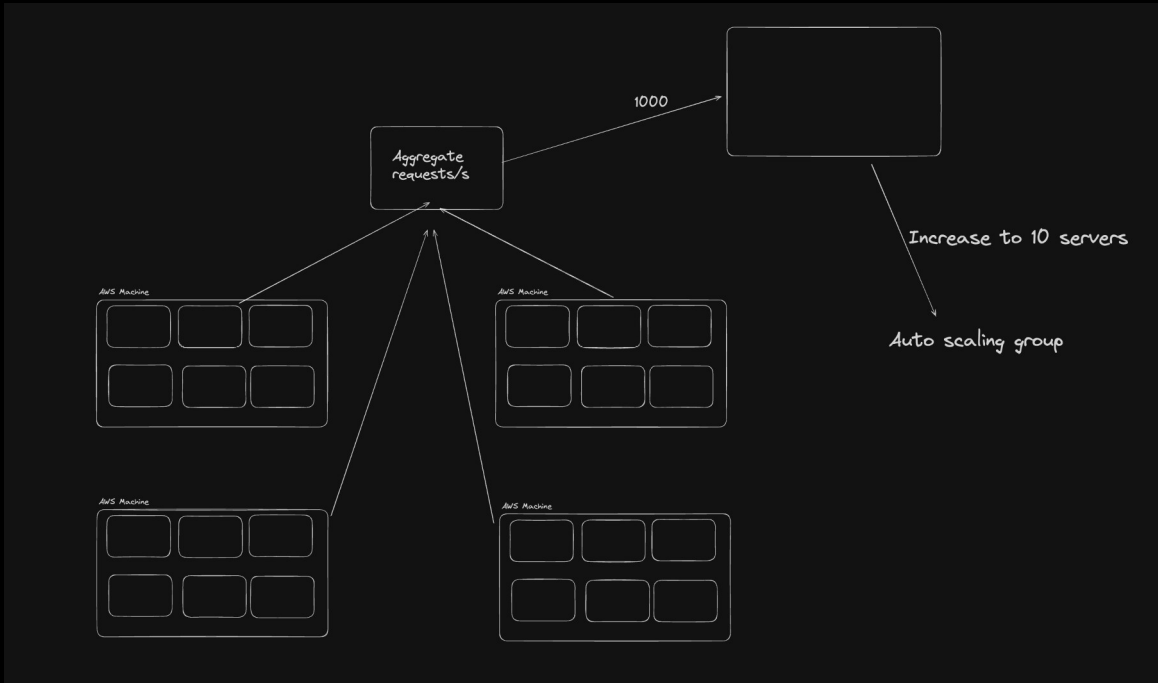 1000
Aggregate
requests/s
Increase to 10 servers
AWS Machine
AWS Machine
Auto scaling group
AWS Machine
AWS Machine